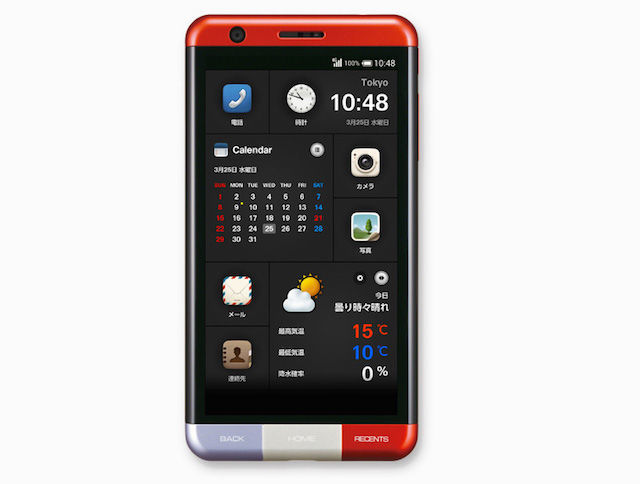 100% 10:48
Tokyo
10:48
3月25日 水曜日
電話
時計
Calendar
3月25日 水曜日
SUN MON TUE WED THU FRI SAT
1 2 3 4 5 6 7
8 9 10 11 12 13 14
15 16 17 18 19 20 21
22 23 24 25 26 27 28
29 30 31
カメラ
写真
メール
連絡先
今日
曇り時々晴れ
最高気温 15℃
最低気温 10℃
降水確率 0%
BACK HOME RECENTS